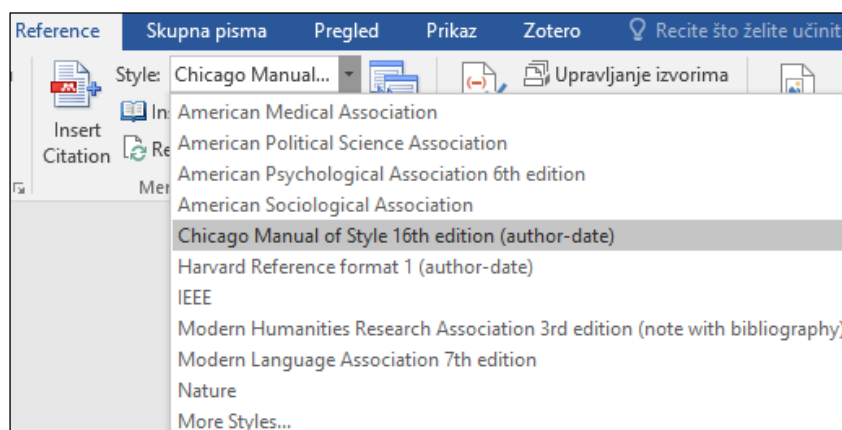 Reference Skupna pisma Pregled Prikaz Zotero Recite što želite učinit
Style: Chicago Manual... Upravljanje izvorima
Insert
Citation
American Medical Association
American Political Science Association
American Psychological Association 6th edition
American Sociological Association
Chicago Manual of Style 16th edition (author-date)
Harvard Reference format 1 (author-date)
IEEE
Modern Humanities Research Association 3rd edition (note with bibliography)
Modern Language Association 7th edition
Nature
More Styles...